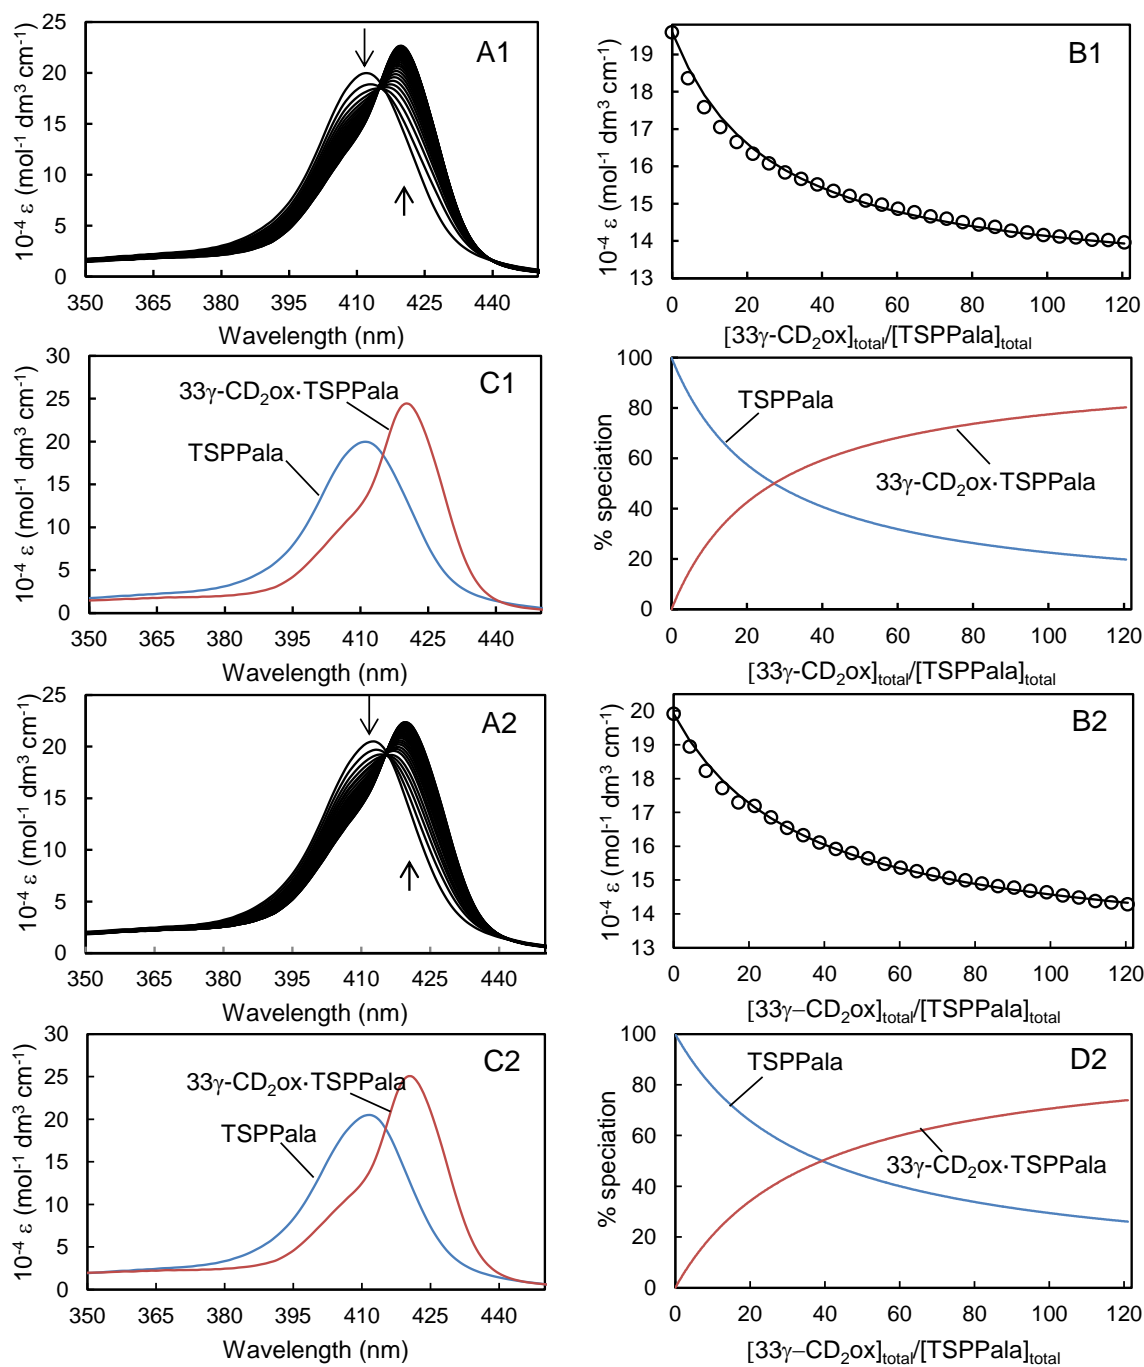 A1
10⁻⁴ ε (mol⁻¹ dm³ cm⁻¹)
25
20
15
10
5
0
350 365 380 395 410 425 440
Wavelength (nm)
B1
10⁻⁴ ε (mol⁻¹ dm³ cm⁻¹)
19
18
17
16
15
14
13
0 20 40 60 80 100 120
[33γ-CD₂ox]total/[TSPPala]total
C1
10⁻⁴ ε (mol⁻¹ dm³ cm⁻¹)
30
25
20
15
10
5
0
33γ-CD₂ox·TSPPala
TSPPala
350 365 380 395 410 425 440
Wavelength (nm)
% speciation
100
80
60
40
20
0
TSPPala
33γ-CD₂ox·TSPPala
0 20 40 60 80 100 120
[33γ-CD₂ox]total/[TSPPala]total
A2
10⁻⁴ ε (mol⁻¹ dm³ cm⁻¹)
25
20
15
10
5
0
350 365 380 395 410 425 440
Wavelength (nm)
B2
10⁻⁴ ε (mol⁻¹ dm³ cm⁻¹)
20
19
18
17
16
15
14
13
0 20 40 60 80 100 120
[33γ–CD₂ox]total/[TSPPala]total
C2
10⁻⁴ ε (mol⁻¹ dm³ cm⁻¹)
30
25
20
15
10
5
0
33γ-CD₂ox·TSPPala
TSPPala
350 365 380 395 410 425 440
Wavelength (nm)
D2
% speciation
100
80
60
40
20
0
TSPPala
33γ–CD₂ox·TSPPala
0 20 40 60 80 100 120
[33γ–CD₂ox]total/[TSPPala]total